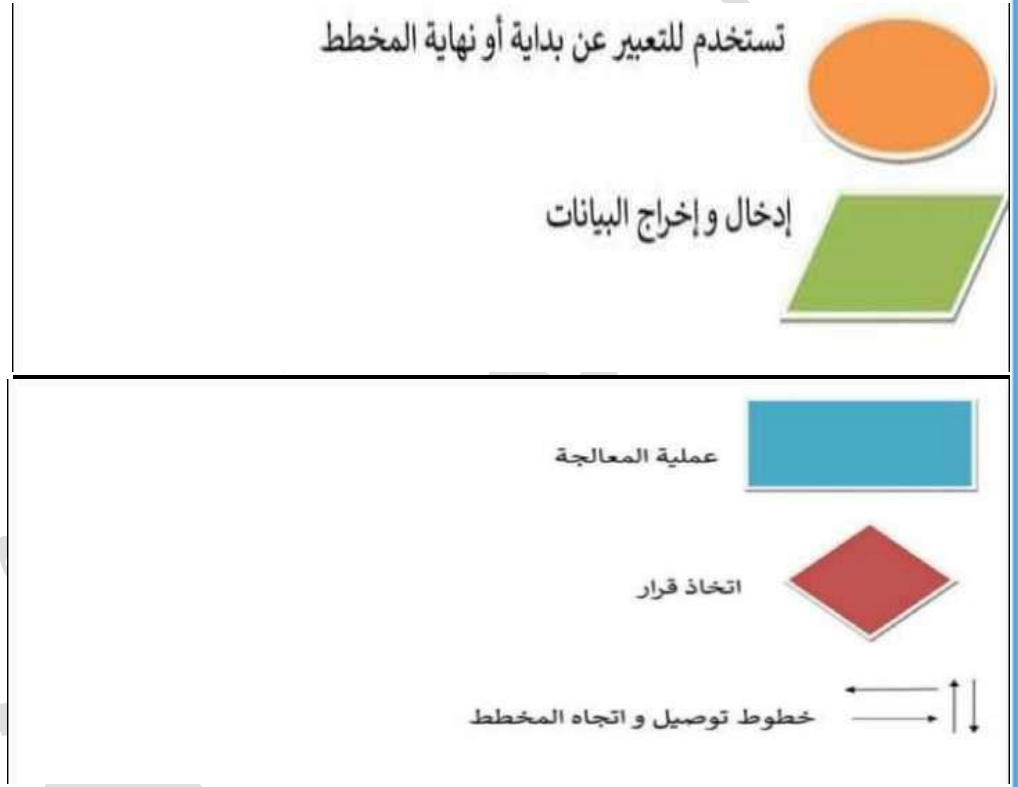 تستخدم للتعبير عن بداية أو نهاية المخطط
إدخال و إخراج البيانات
عملية المعالجة
اتخاذ قرار
خطوط توصيل و اتجاه المخطط